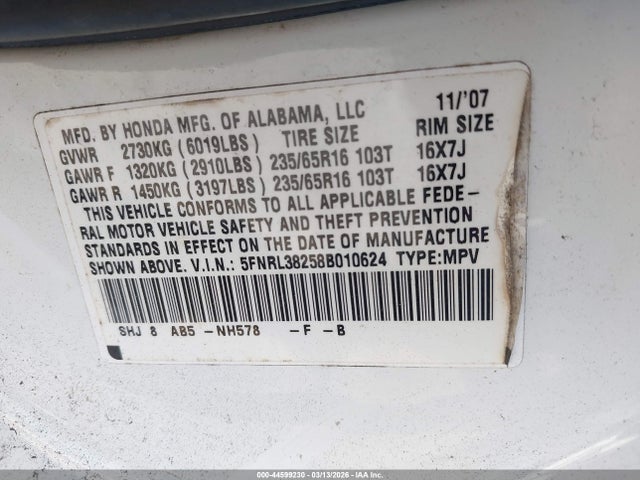 MFD. BY HONDA MFG. OF ALABAMA, LLC 11/'07
GVWR 2730KG (6019LBS) TIRE SIZE RIM SIZE
GAWR F 1320KG (2910LBS) 235/65R16 103T 16X7J
GAWR R 1450KG (3197LBS) 235/65R16 103T 16X7J
THIS VEHICLE CONFORMS TO ALL APPLICABLE FEDE-
RAL MOTOR VEHICLE SAFETY AND THEFT PREVENTION
STANDARDS IN EFFECT ON THE DATE OF MANUFACTURE
SHOWN ABOVE. V.I.N.: 5FNRL38258B010624 TYPE:MPV
SHJ 8 AB5 -NH578 -F -B
000-44599230 - 03/13/2026 - IAAI.COM